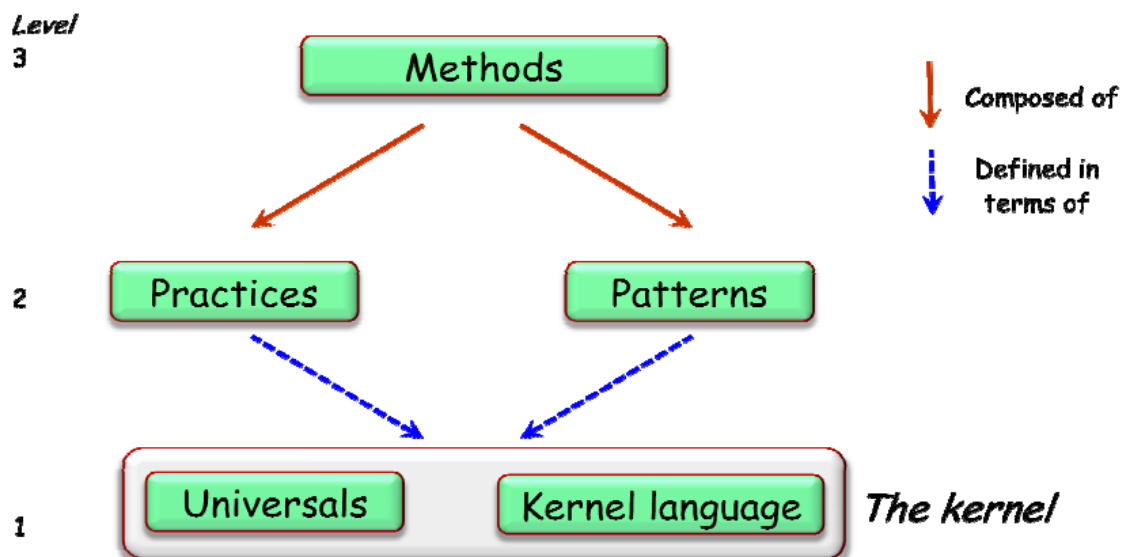 Level
3
Methods
Composed of
Defined in
terms of
2
Practices
Patterns
1
Universals
Kernel language
The kernel